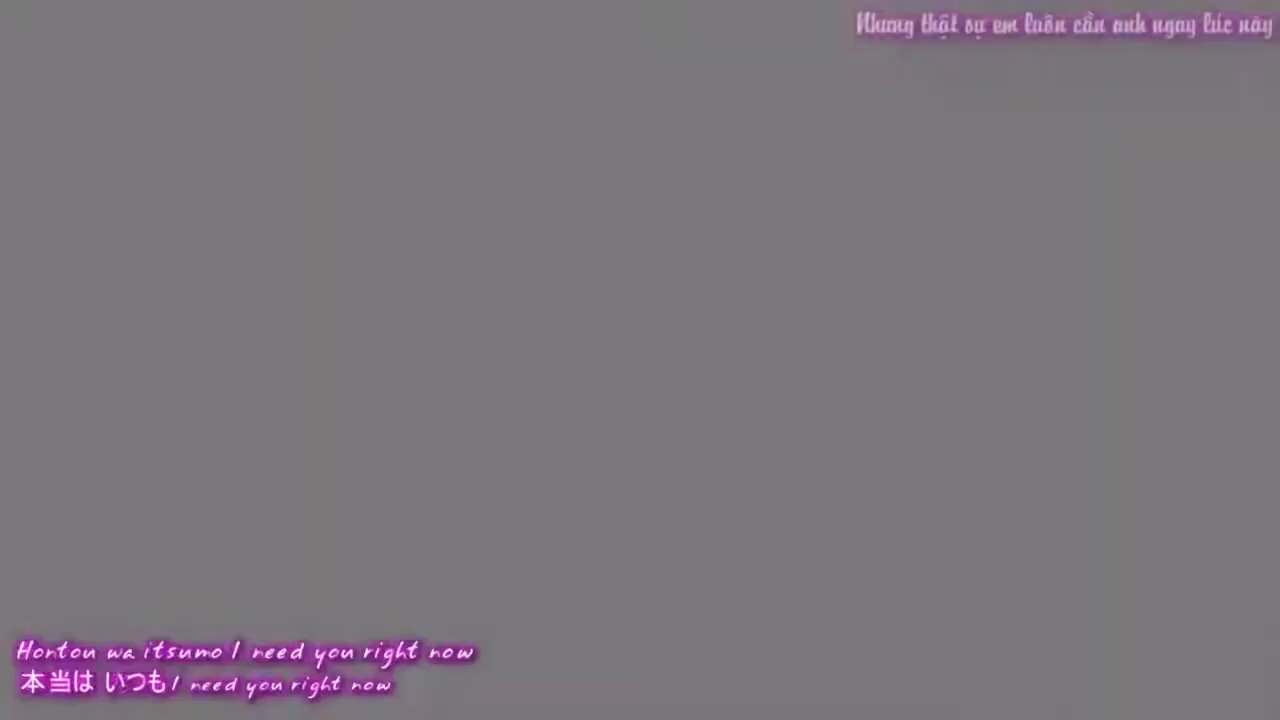 Nhưng thật sự em luôn cần anh ngay lúc này
Hontou wa itsumo I need you right now
本当は いつも I need you right now